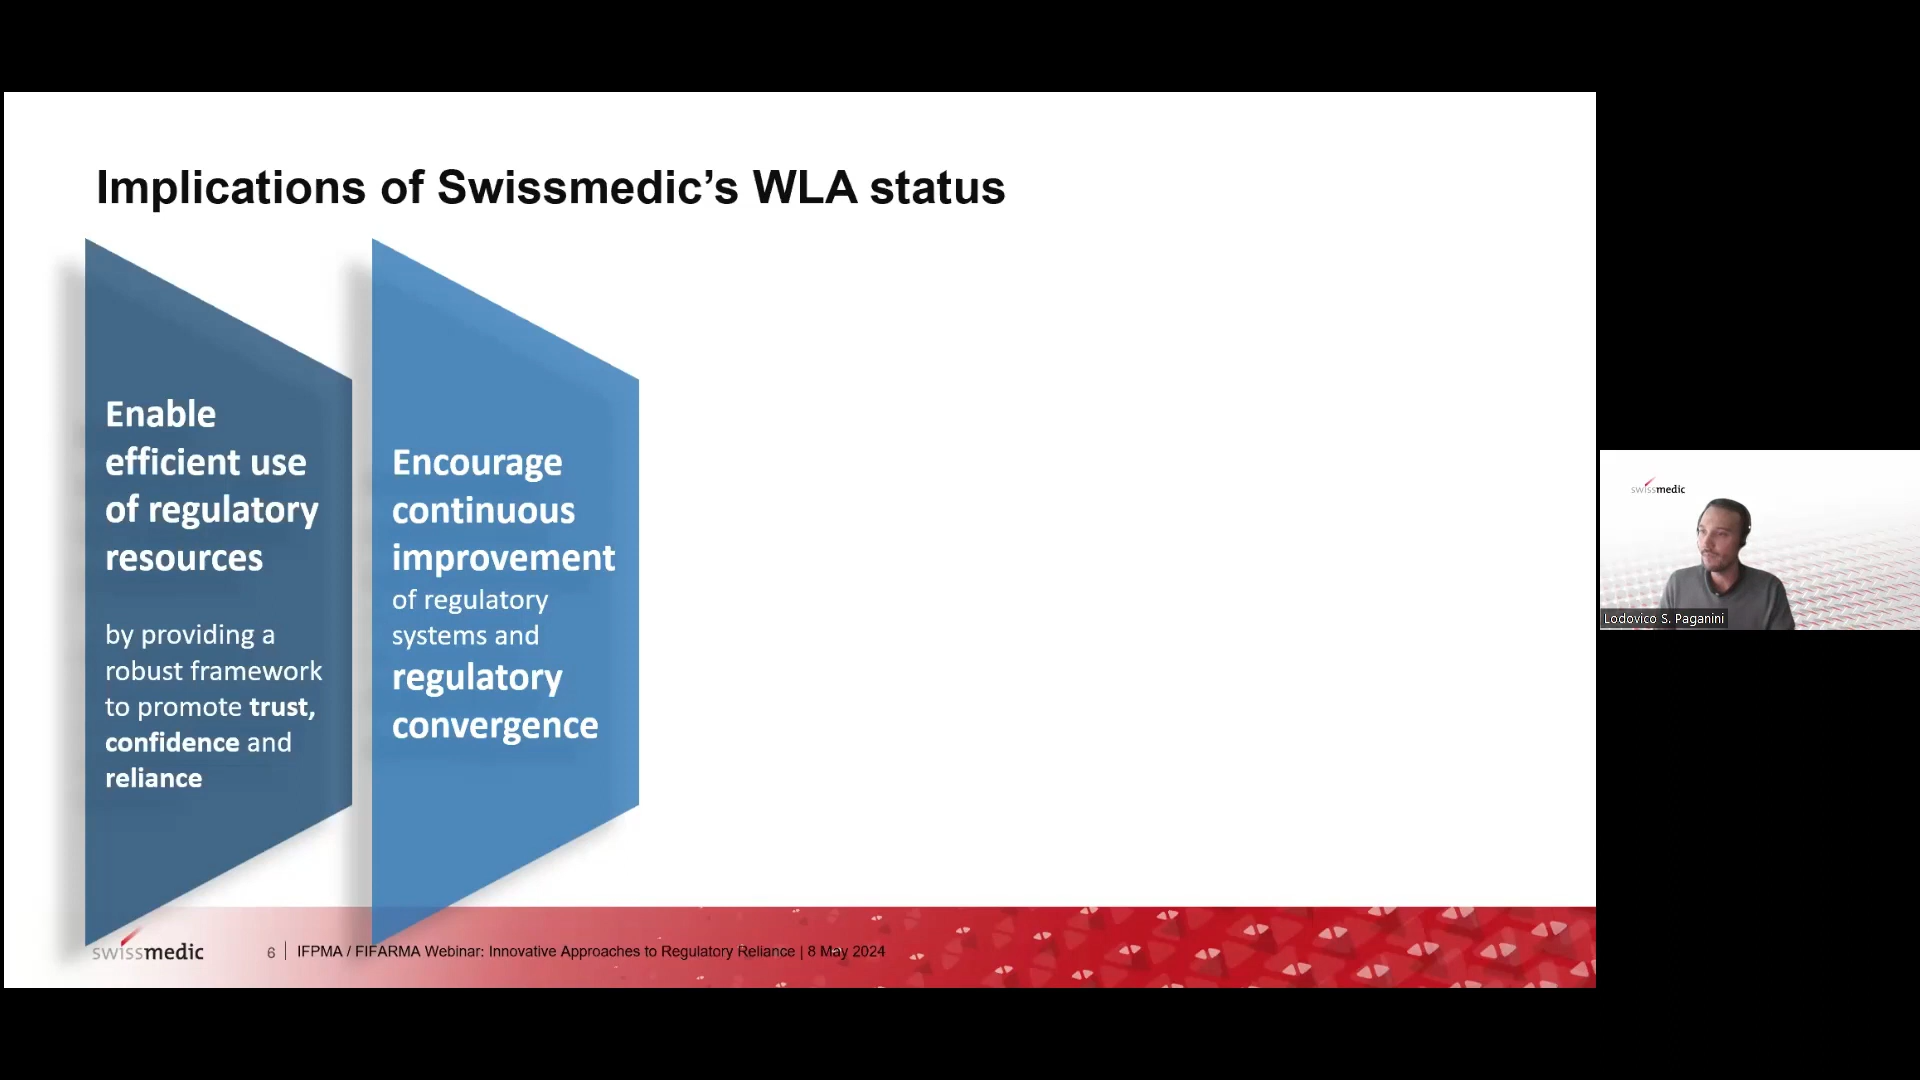 Implications of Swissmedic’s WLA status
Enable
efficient use
of regulatory
resources
by providing a
robust framework
to promote trust,
confidence and
reliance
Encourage
continuous
improvement
of regulatory
systems and
regulatory
convergence
swissmedic
6 | IFPMA / FIFARMA Webinar: Innovative Approaches to Regulatory Reliance | 8 May 2024
swissmedic
Lodovico S. Paganini